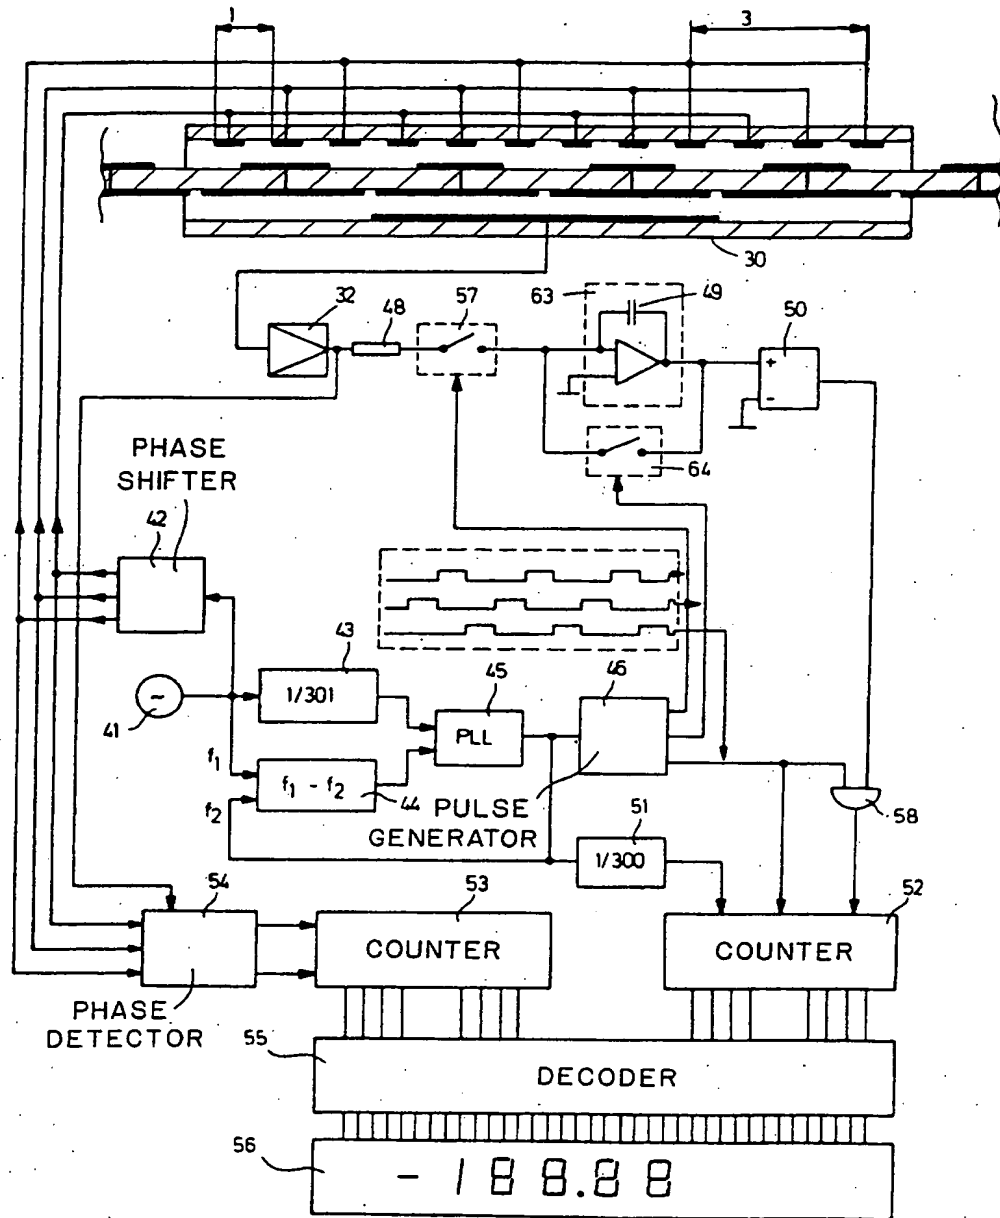 1
3
30
32
48
57
63
49
50
64
PHASE
SHIFTER
42
43
1/301
41
45
PLL
46
f₁
f₂
f₁ - f₂
44
PULSE
GENERATOR
58
51
1/300
54
53
COUNTER
52
COUNTER
PHASE
DETECTOR
55
DECODER
56
- 188.88
+
-
~